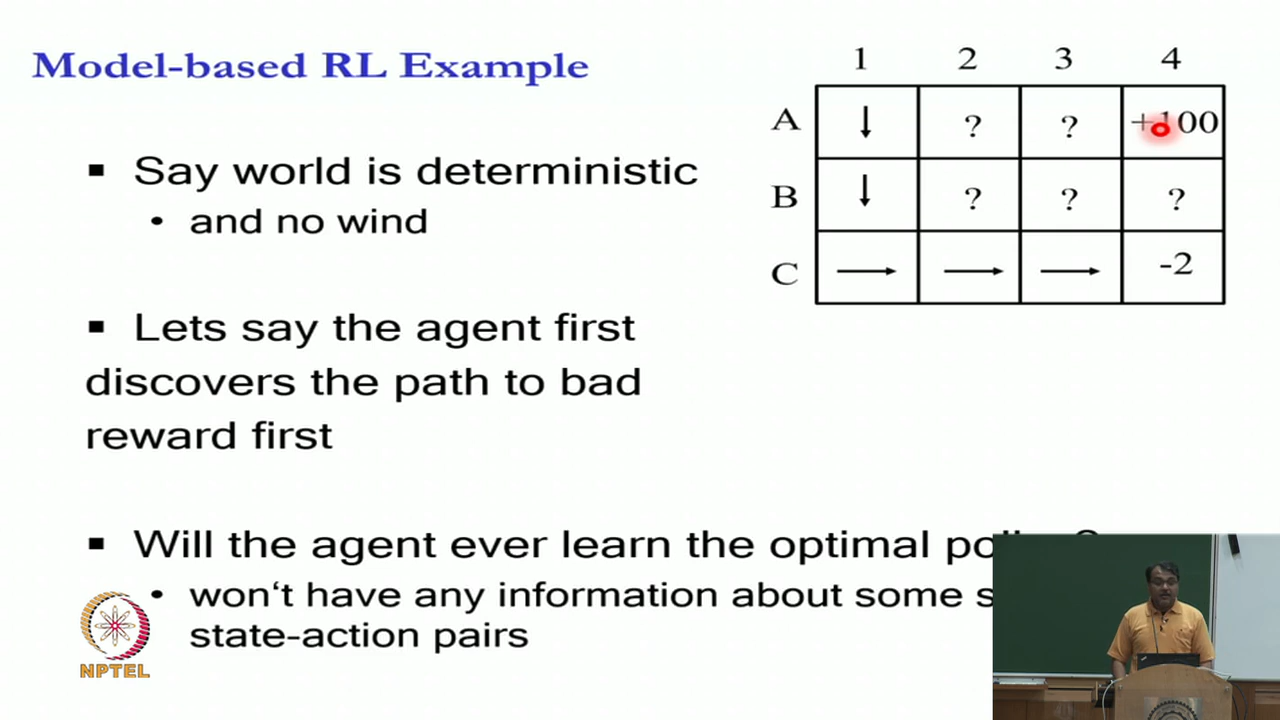 Model-based RL Example
1 2 3 4
A ↓ ? ? +100
B ↓ ? ? ?
C → → → -2
▪ Say world is deterministic
• and no wind
▪ Lets say the agent first
discovers the path to bad
reward first
▪ Will the agent ever learn the optimal
• won‘t have any information about some
state-action pairs
NPTEL